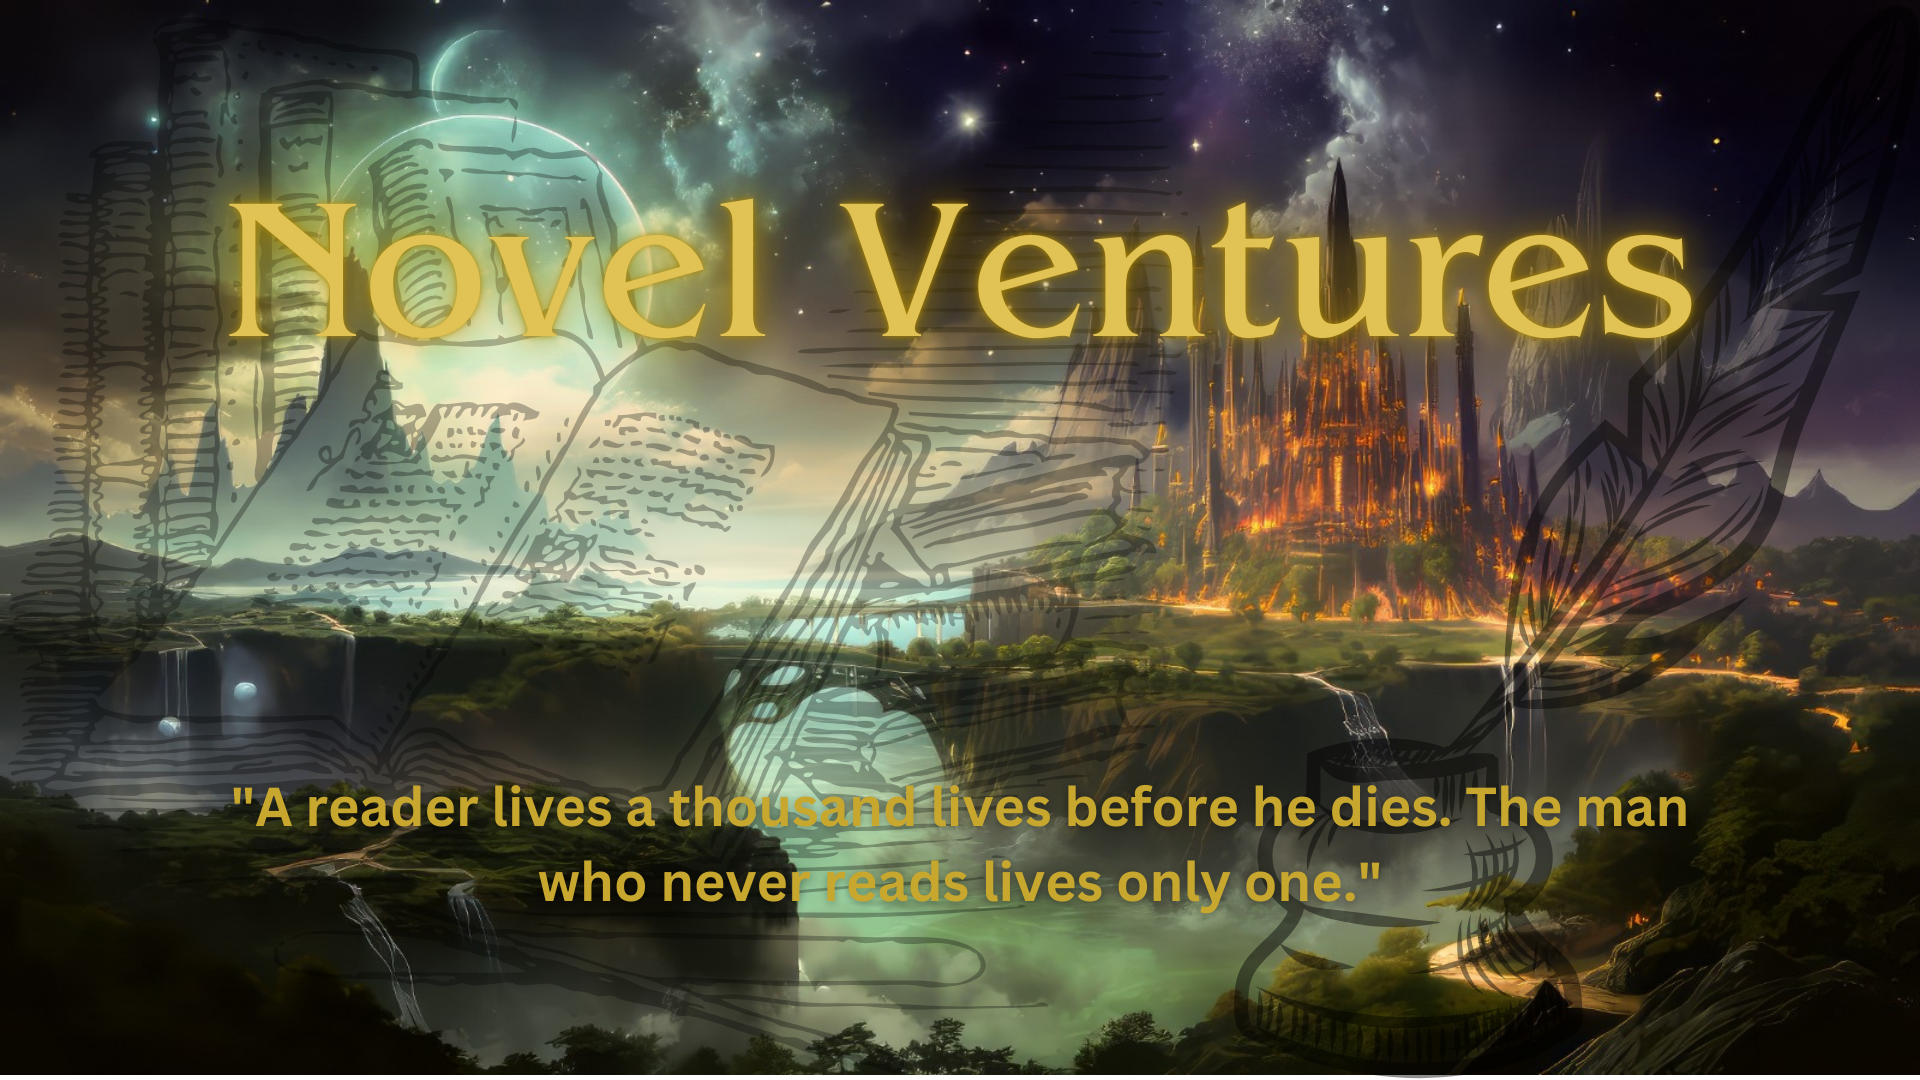 Novel Ventures
"A reader lives a thousand lives before he dies. The man
who never reads lives only one."